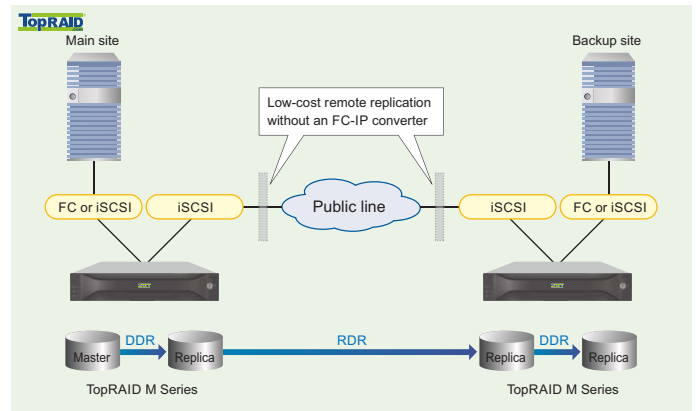 TopRAID
Main site
Backup site
Low-cost remote replication
without an FC-IP converter
FC or iSCSI
iSCSI
Public line
iSCSI
FC or iSCSI
DDR
RDR
DDR
Master
Replica
Replica
Replica
TopRAID M Series
TopRAID M Series